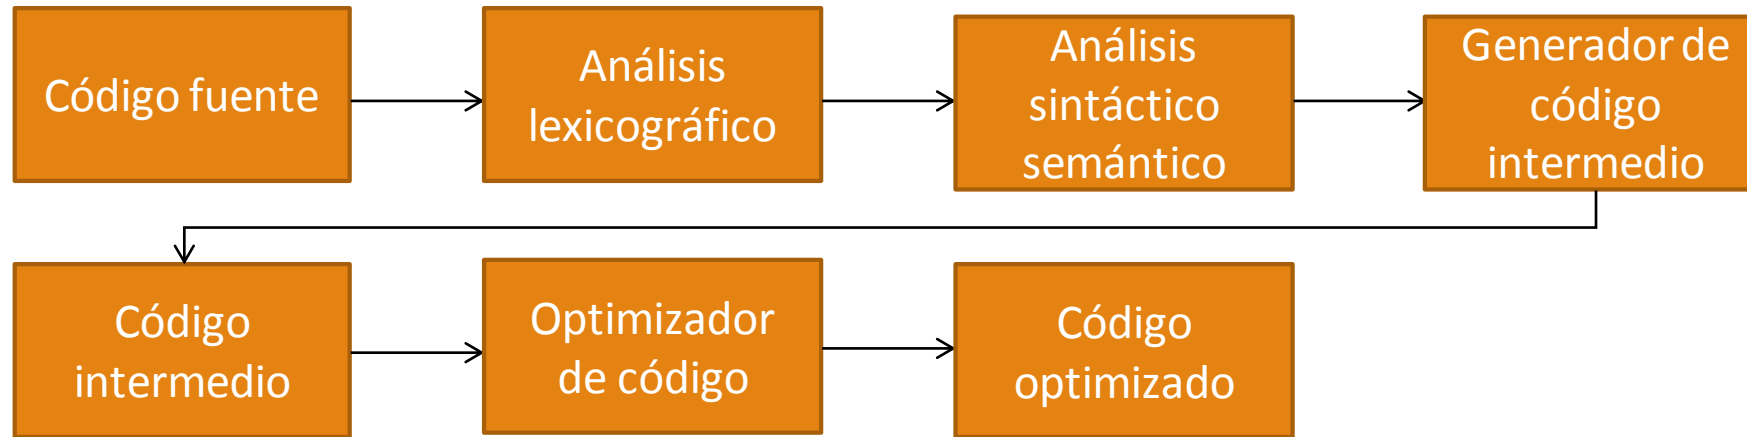 Código fuente
Análisis
lexicográfico
Análisis
sintáctico
semántico
Generador de
código
intermedio
Código
intermedio
Optimizador
de código
Código
optimizado